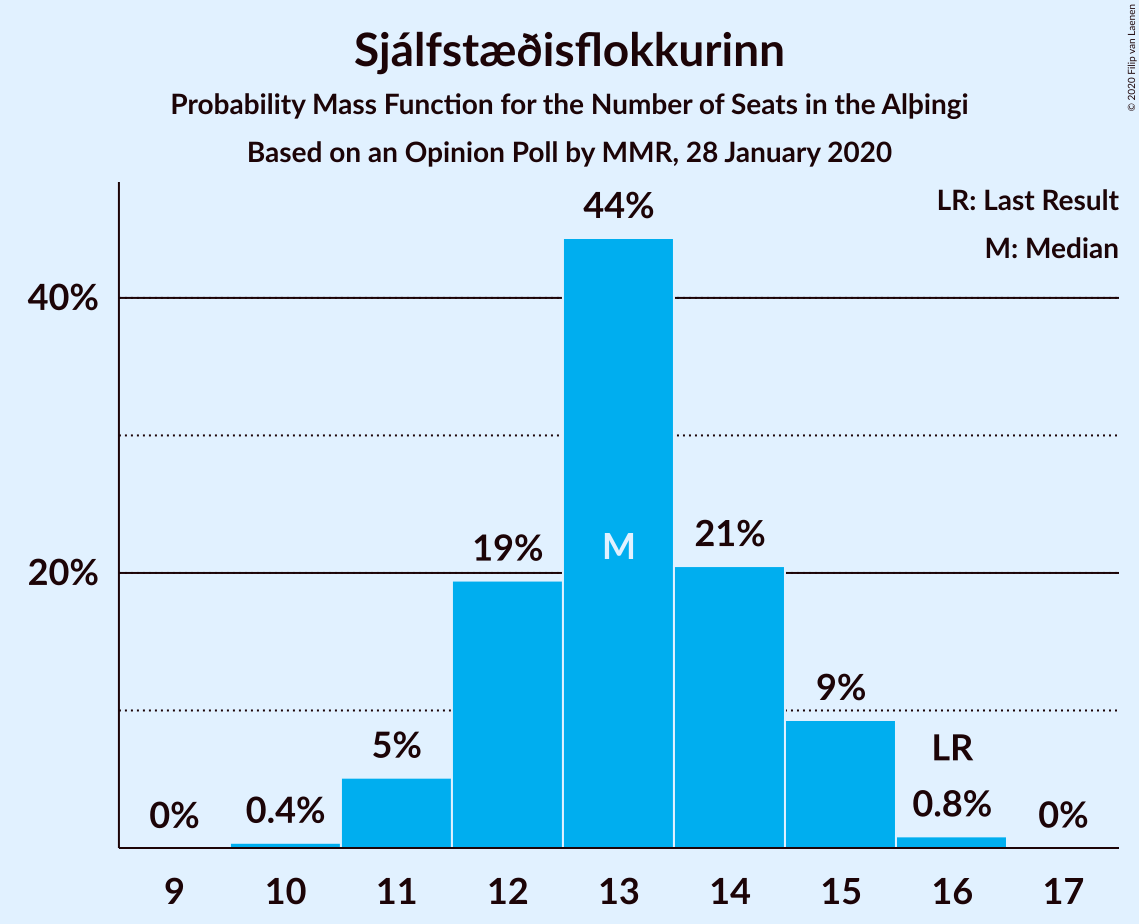 Sjálfstæðisflokkurinn
Probability Mass Function for the Number of Seats in the Alþingi
Based on an Opinion Poll by MMR, 28 January 2020
© 2020 Filip van Laenen
LR: Last Result
M: Median
40%
20%
0%
0.4%
5%
19%
44%
M
21%
9%
LR
0.8%
0%
9 10 11 12 13 14 15 16 17